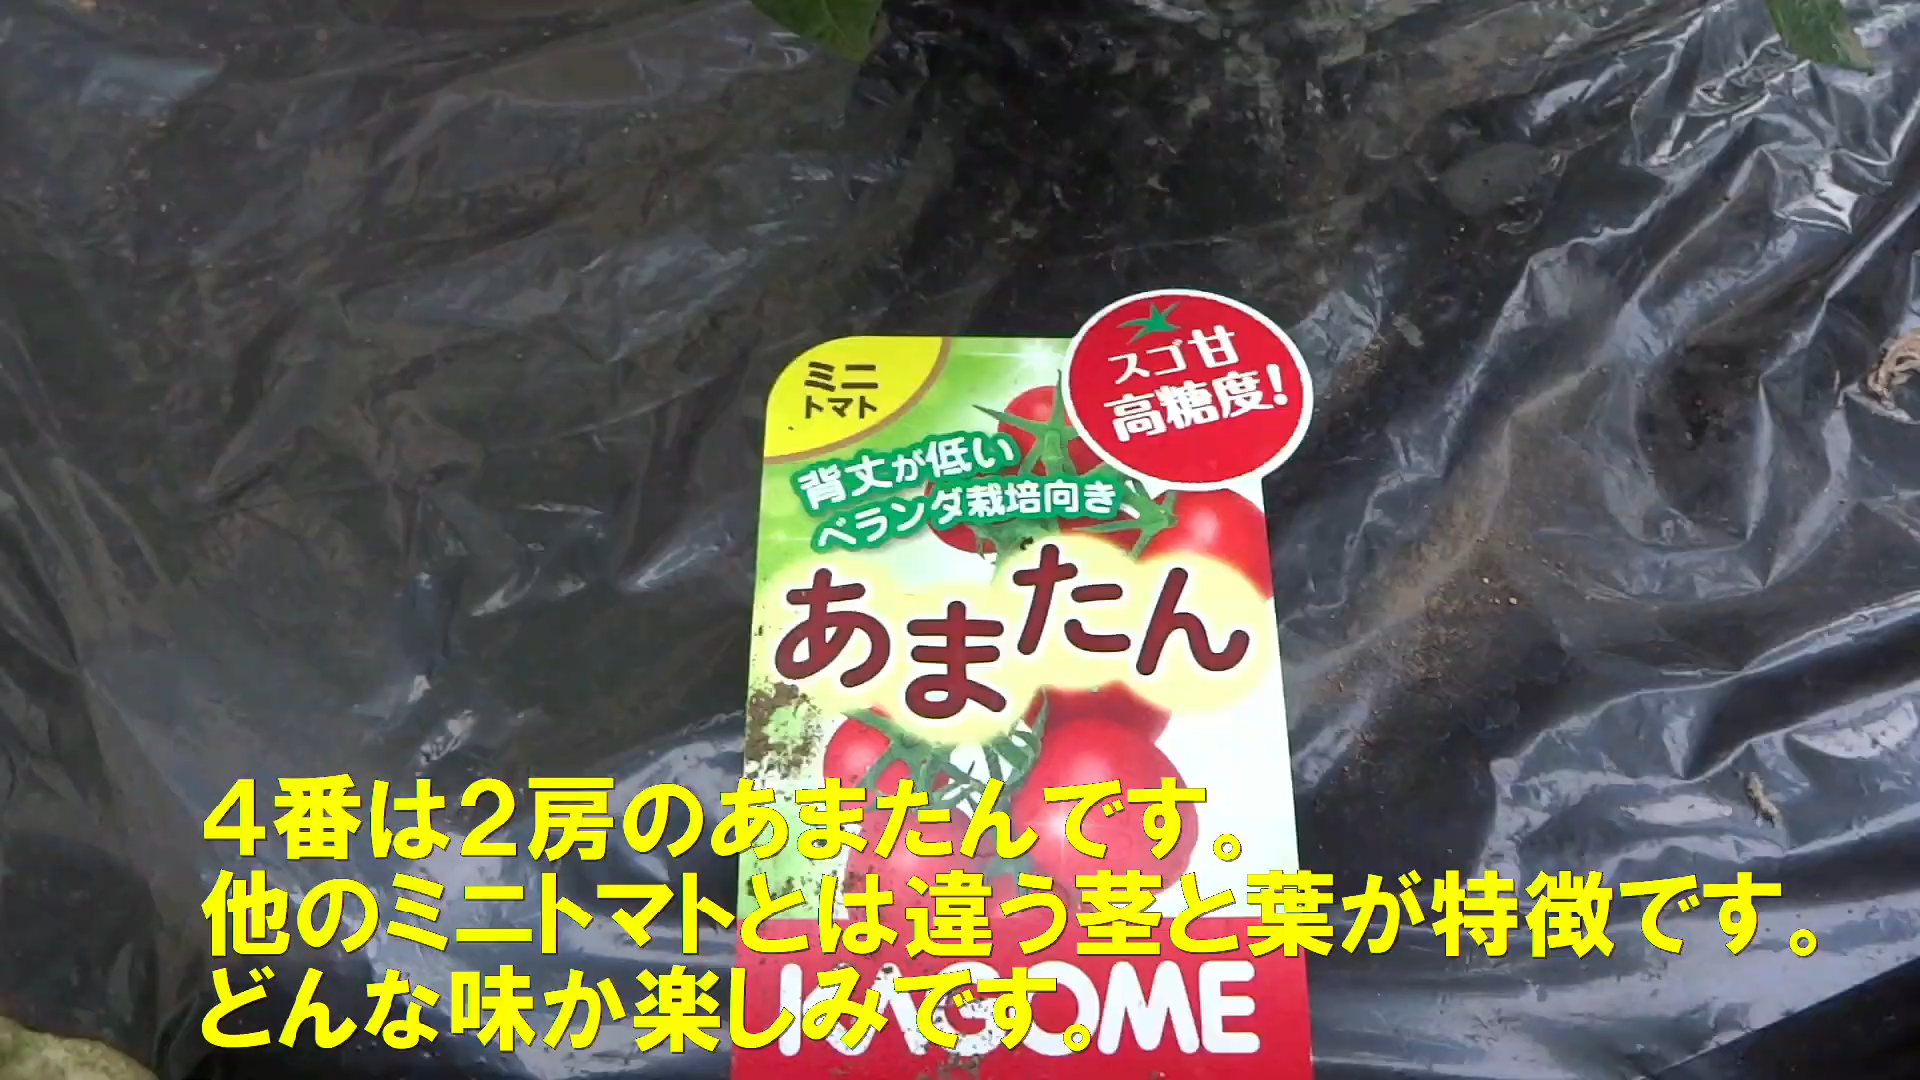 ミニ
トマト
スゴ甘
高糖度!
背丈が低い
ベランダ栽培向き
あまたん
4番は2房のあまたんです。
他のミニトマトとは違う茎と葉が特徴です。
どんな味か楽しみです。
KAGOME